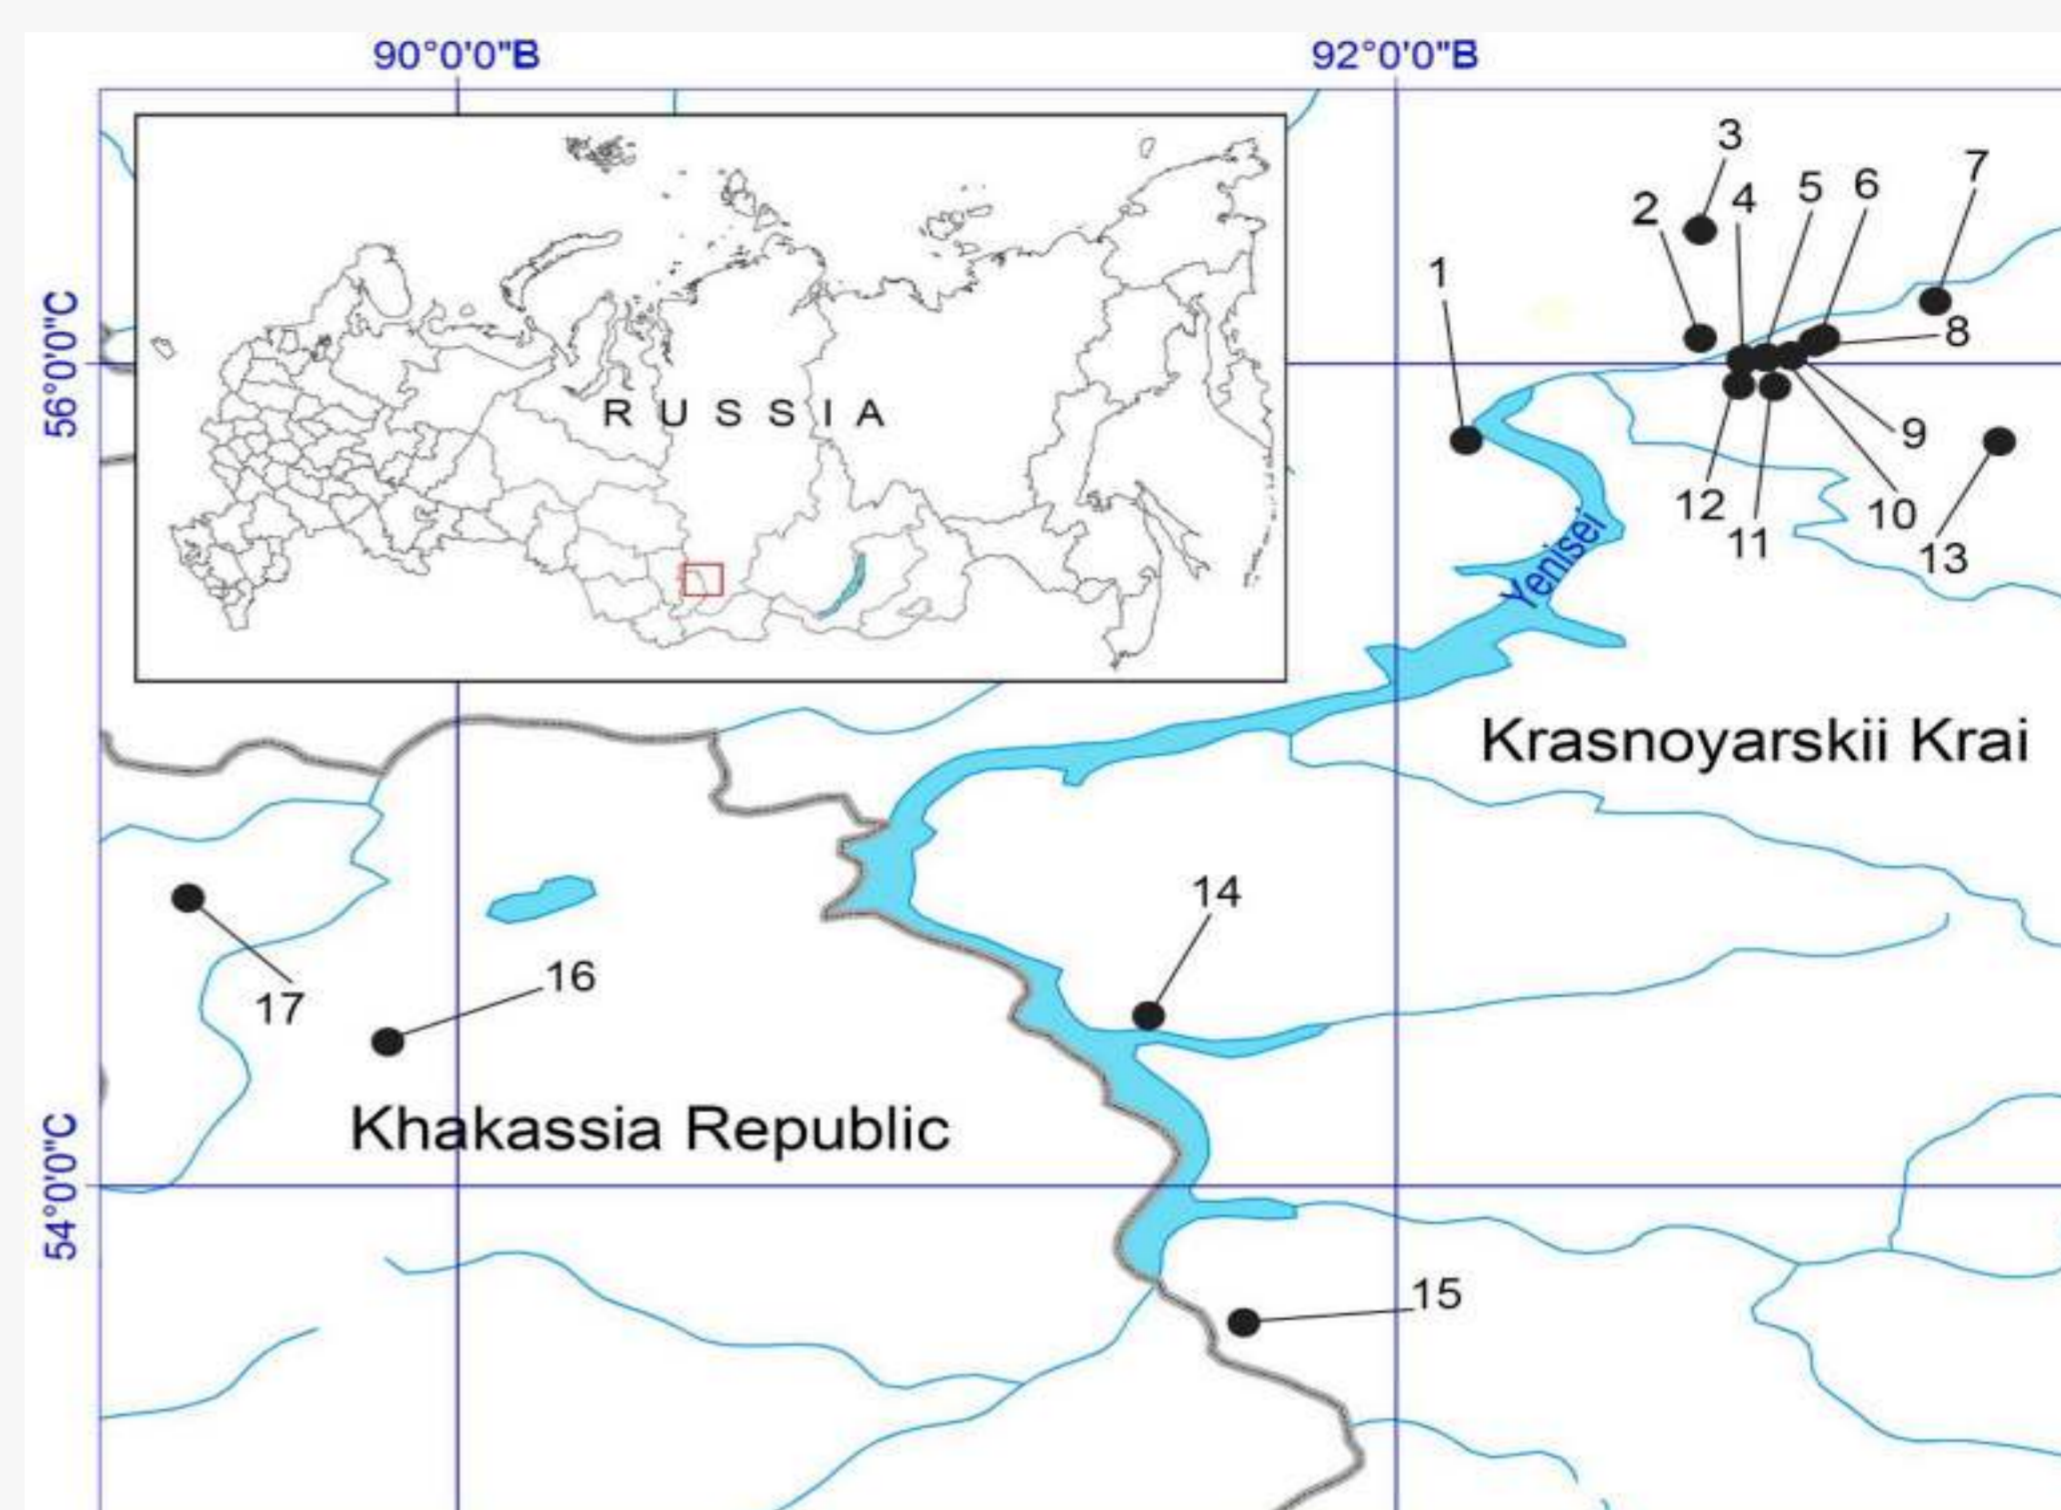 90°0'0"В
92°0'0"В
3
7
5
6
2
4
1
56°0'0"С
8
RUSSIA
9
12
10
11
13
Yenisei
Krasnoyarskii Krai
14
16
17
Khakassia Republic
54°0'0"С
15